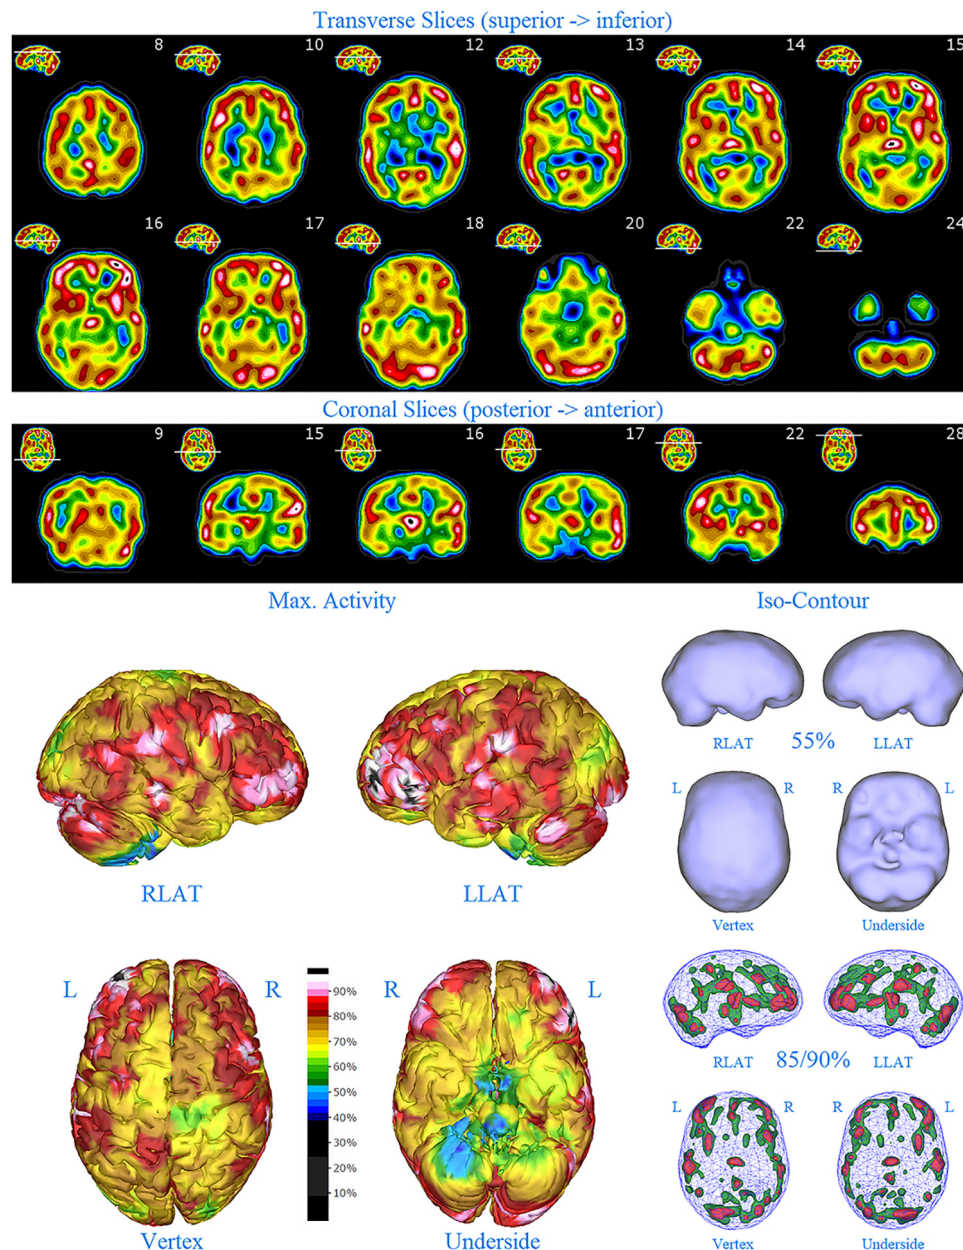 Transverse Slices (superior -> inferior)
8 10 12 13 14 15
16 17 18 20 22 24
Coronal Slices (posterior -> anterior)
9 15 16 17 22 28
Max. Activity
Iso-Contour
RLAT 55% LLAT
RLAT LLAT
L R R L
Vertex Underside
L R R L
90%
80%
70%
60%
50%
40%
30%
20%
10%
RLAT 85/90% LLAT
L R R L
Vertex Underside
Vertex Underside